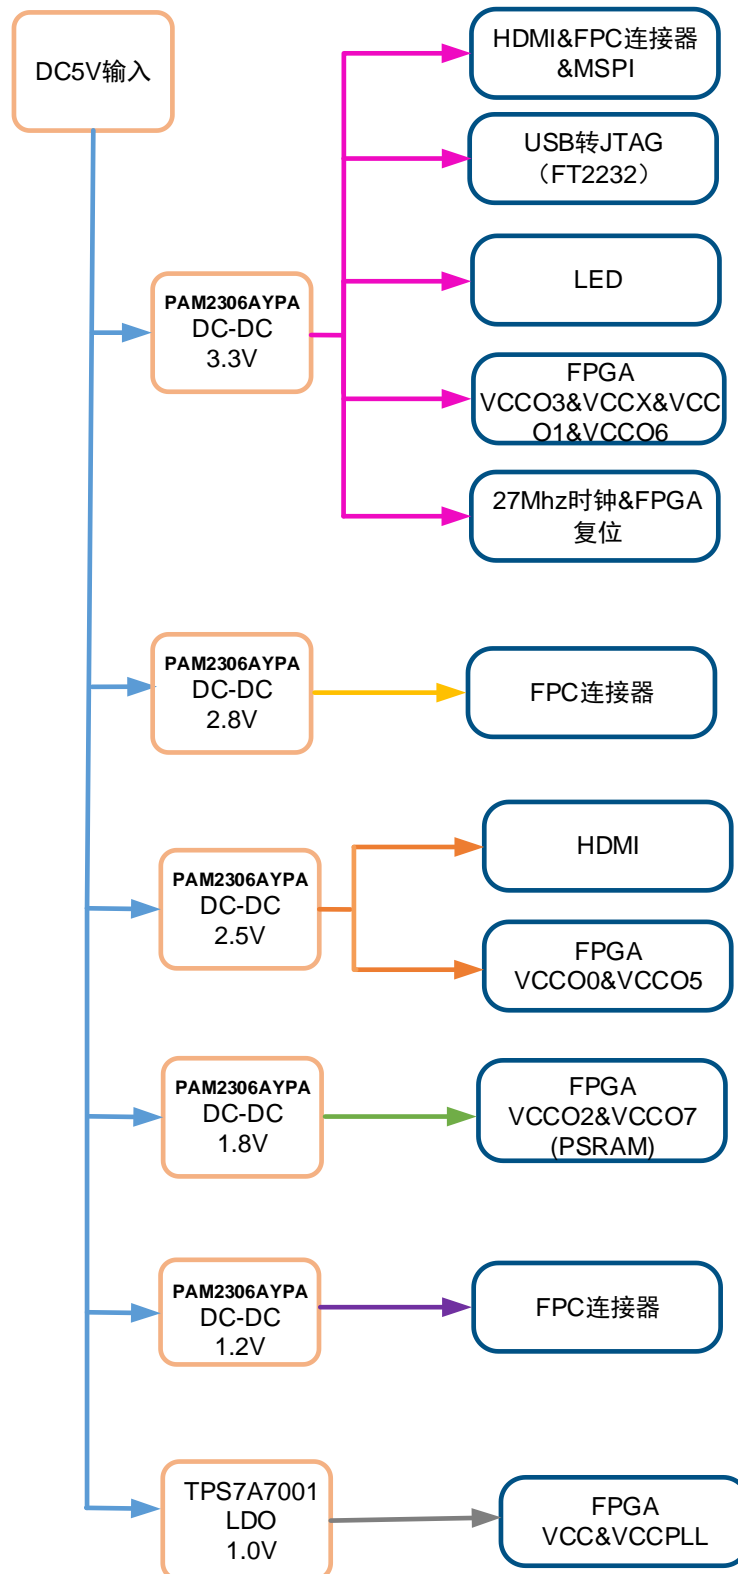 DC5V输入
HDMI&FPC连接器
&MSPI
USB转JTAG
（FT2232）
LED
PAM2306AYPA
DC-DC
3.3V
FPGA
VCCO3&VCCX&VCC
O1&VCCO6
27Mhz时钟&FPGA
复位
PAM2306AYPA
DC-DC
2.8V
FPC连接器
PAM2306AYPA
DC-DC
2.5V
HDMI
FPGA
VCCO0&VCCO5
PAM2306AYPA
DC-DC
1.8V
FPGA
VCCO2&VCCO7
(PSRAM)
PAM2306AYPA
DC-DC
1.2V
FPC连接器
TPS7A7001
LDO
1.0V
FPGA
VCC&VCCPLL